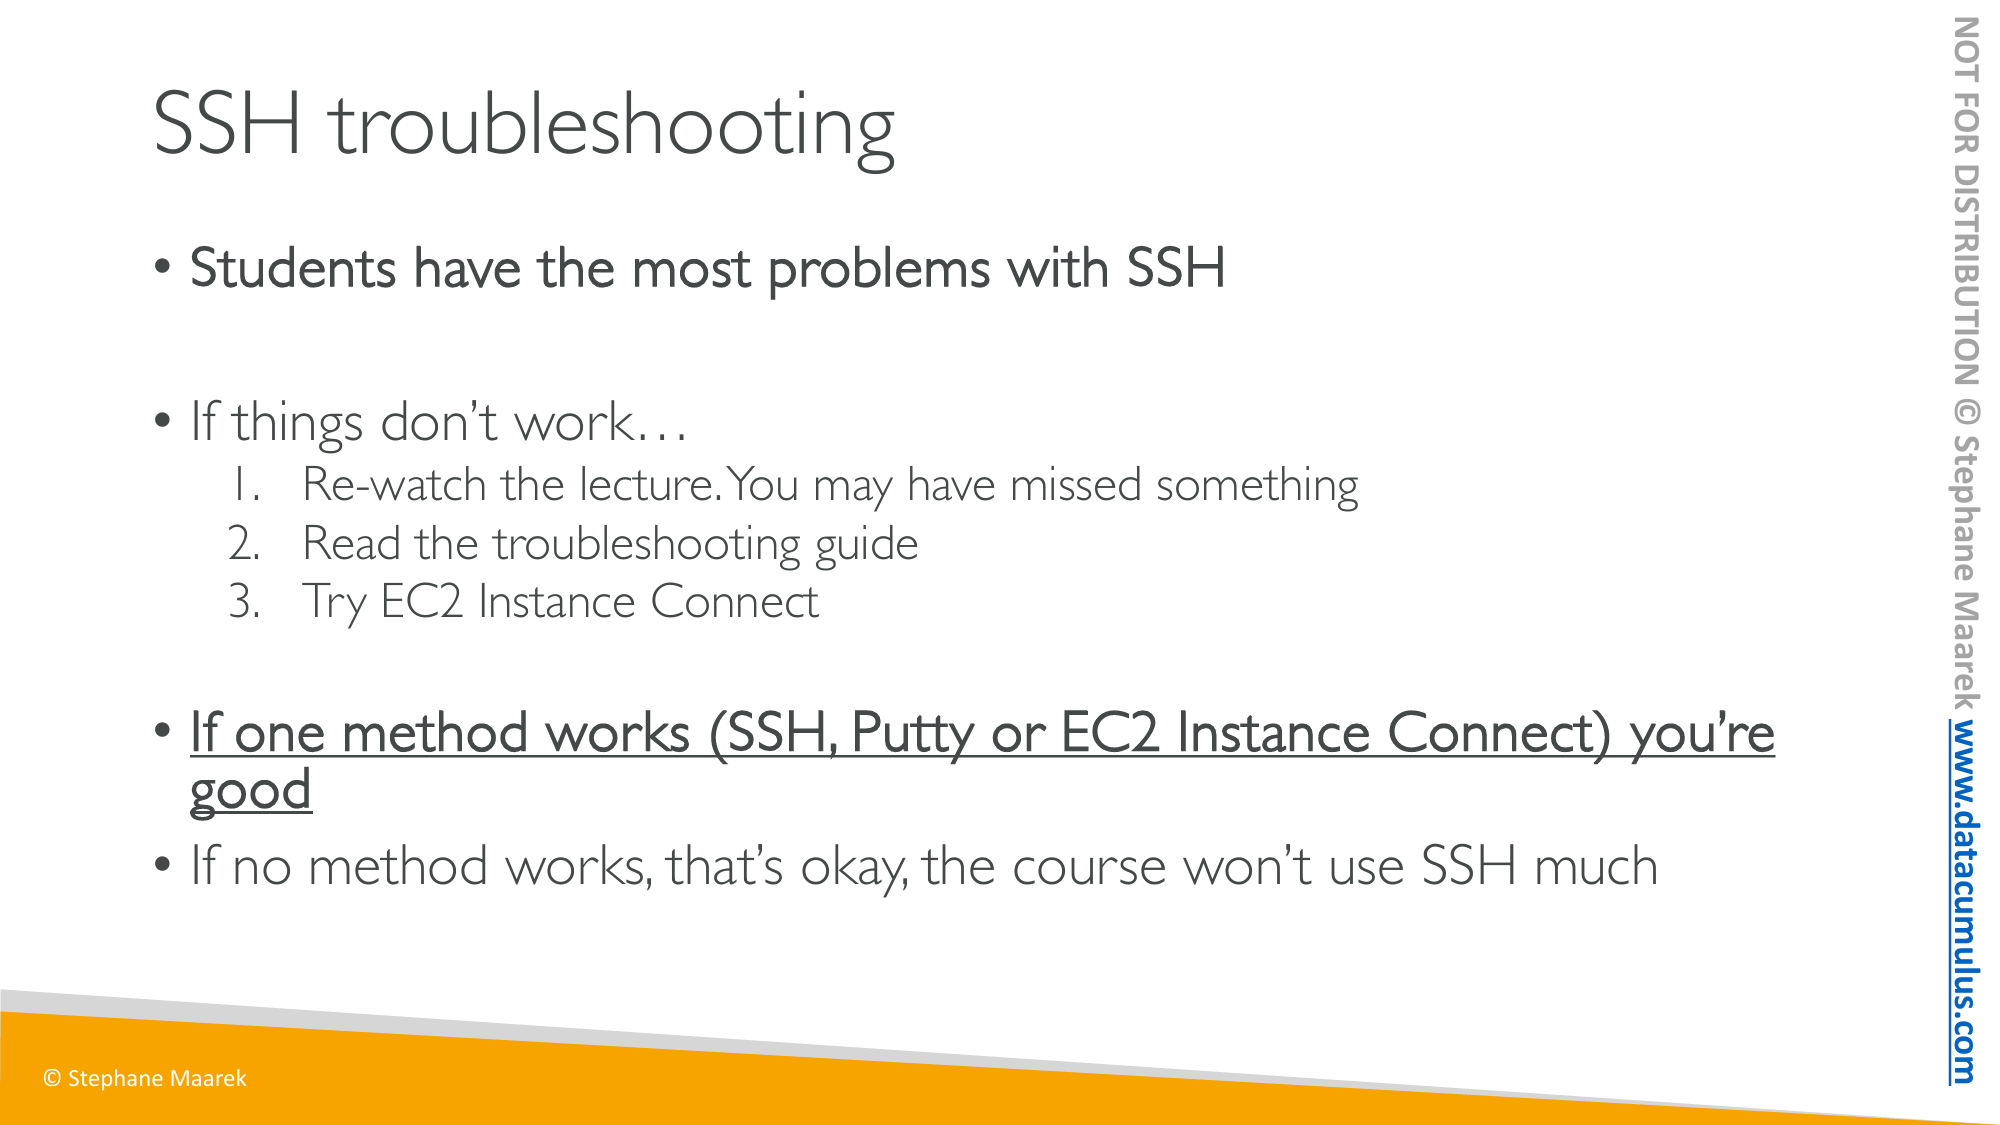 SSH troubleshooting
• Students have the most problems with SSH
• If things don’t work…
1. Re-watch the lecture. You may have missed something
2. Read the troubleshooting guide
3. Try EC2 Instance Connect
• If one method works (SSH, Putty or EC2 Instance Connect) you’re
good
• If no method works, that’s okay, the course won’t use SSH much
© Stephane Maarek
NOT FOR DISTRIBUTION © Stephane Maarek www.datacumulus.com